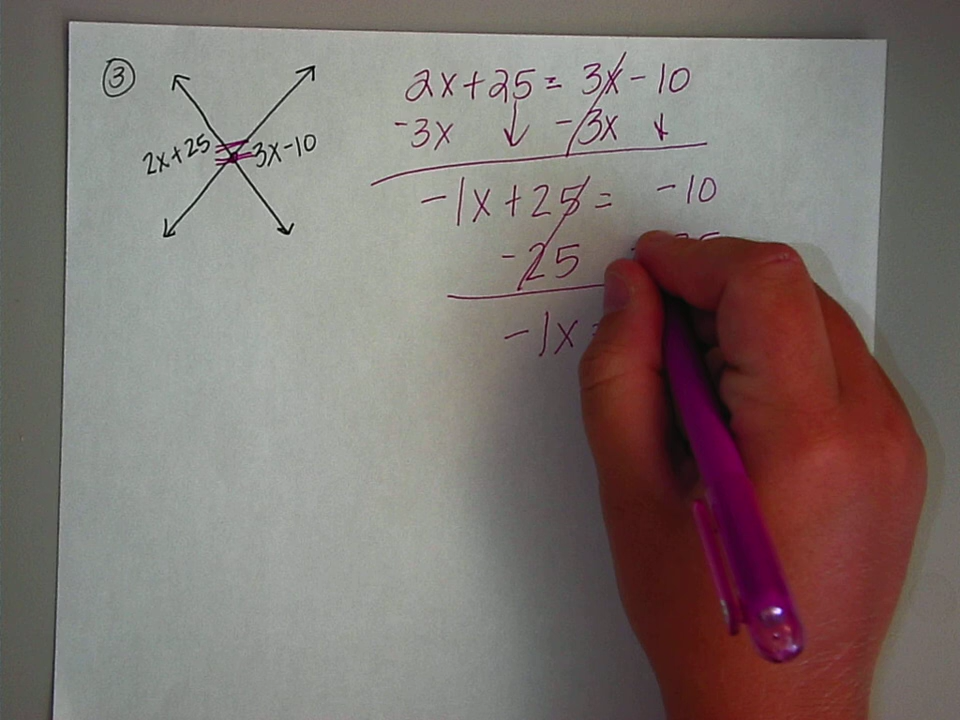 3
2x+25 3x-10
2x+25 = 3x-10
-3x ↓ -3x ↓
-1x+25 = -10
-25
-1x =